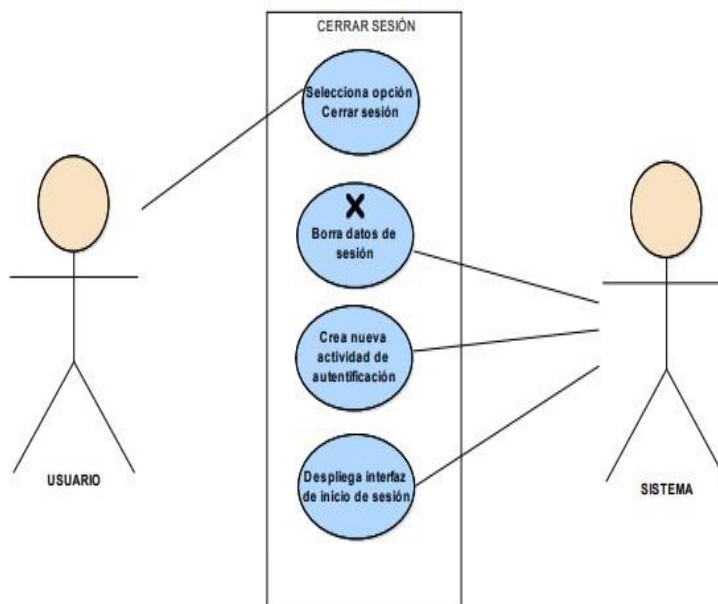 CERRAR SESIÓN
Selecciona opción
Cerrar sesión
X
Borra datos de
sesión
Crea nueva
actividad de
autentificación
Despliega interfaz
de inicio de sesión
USUARIO
SISTEMA